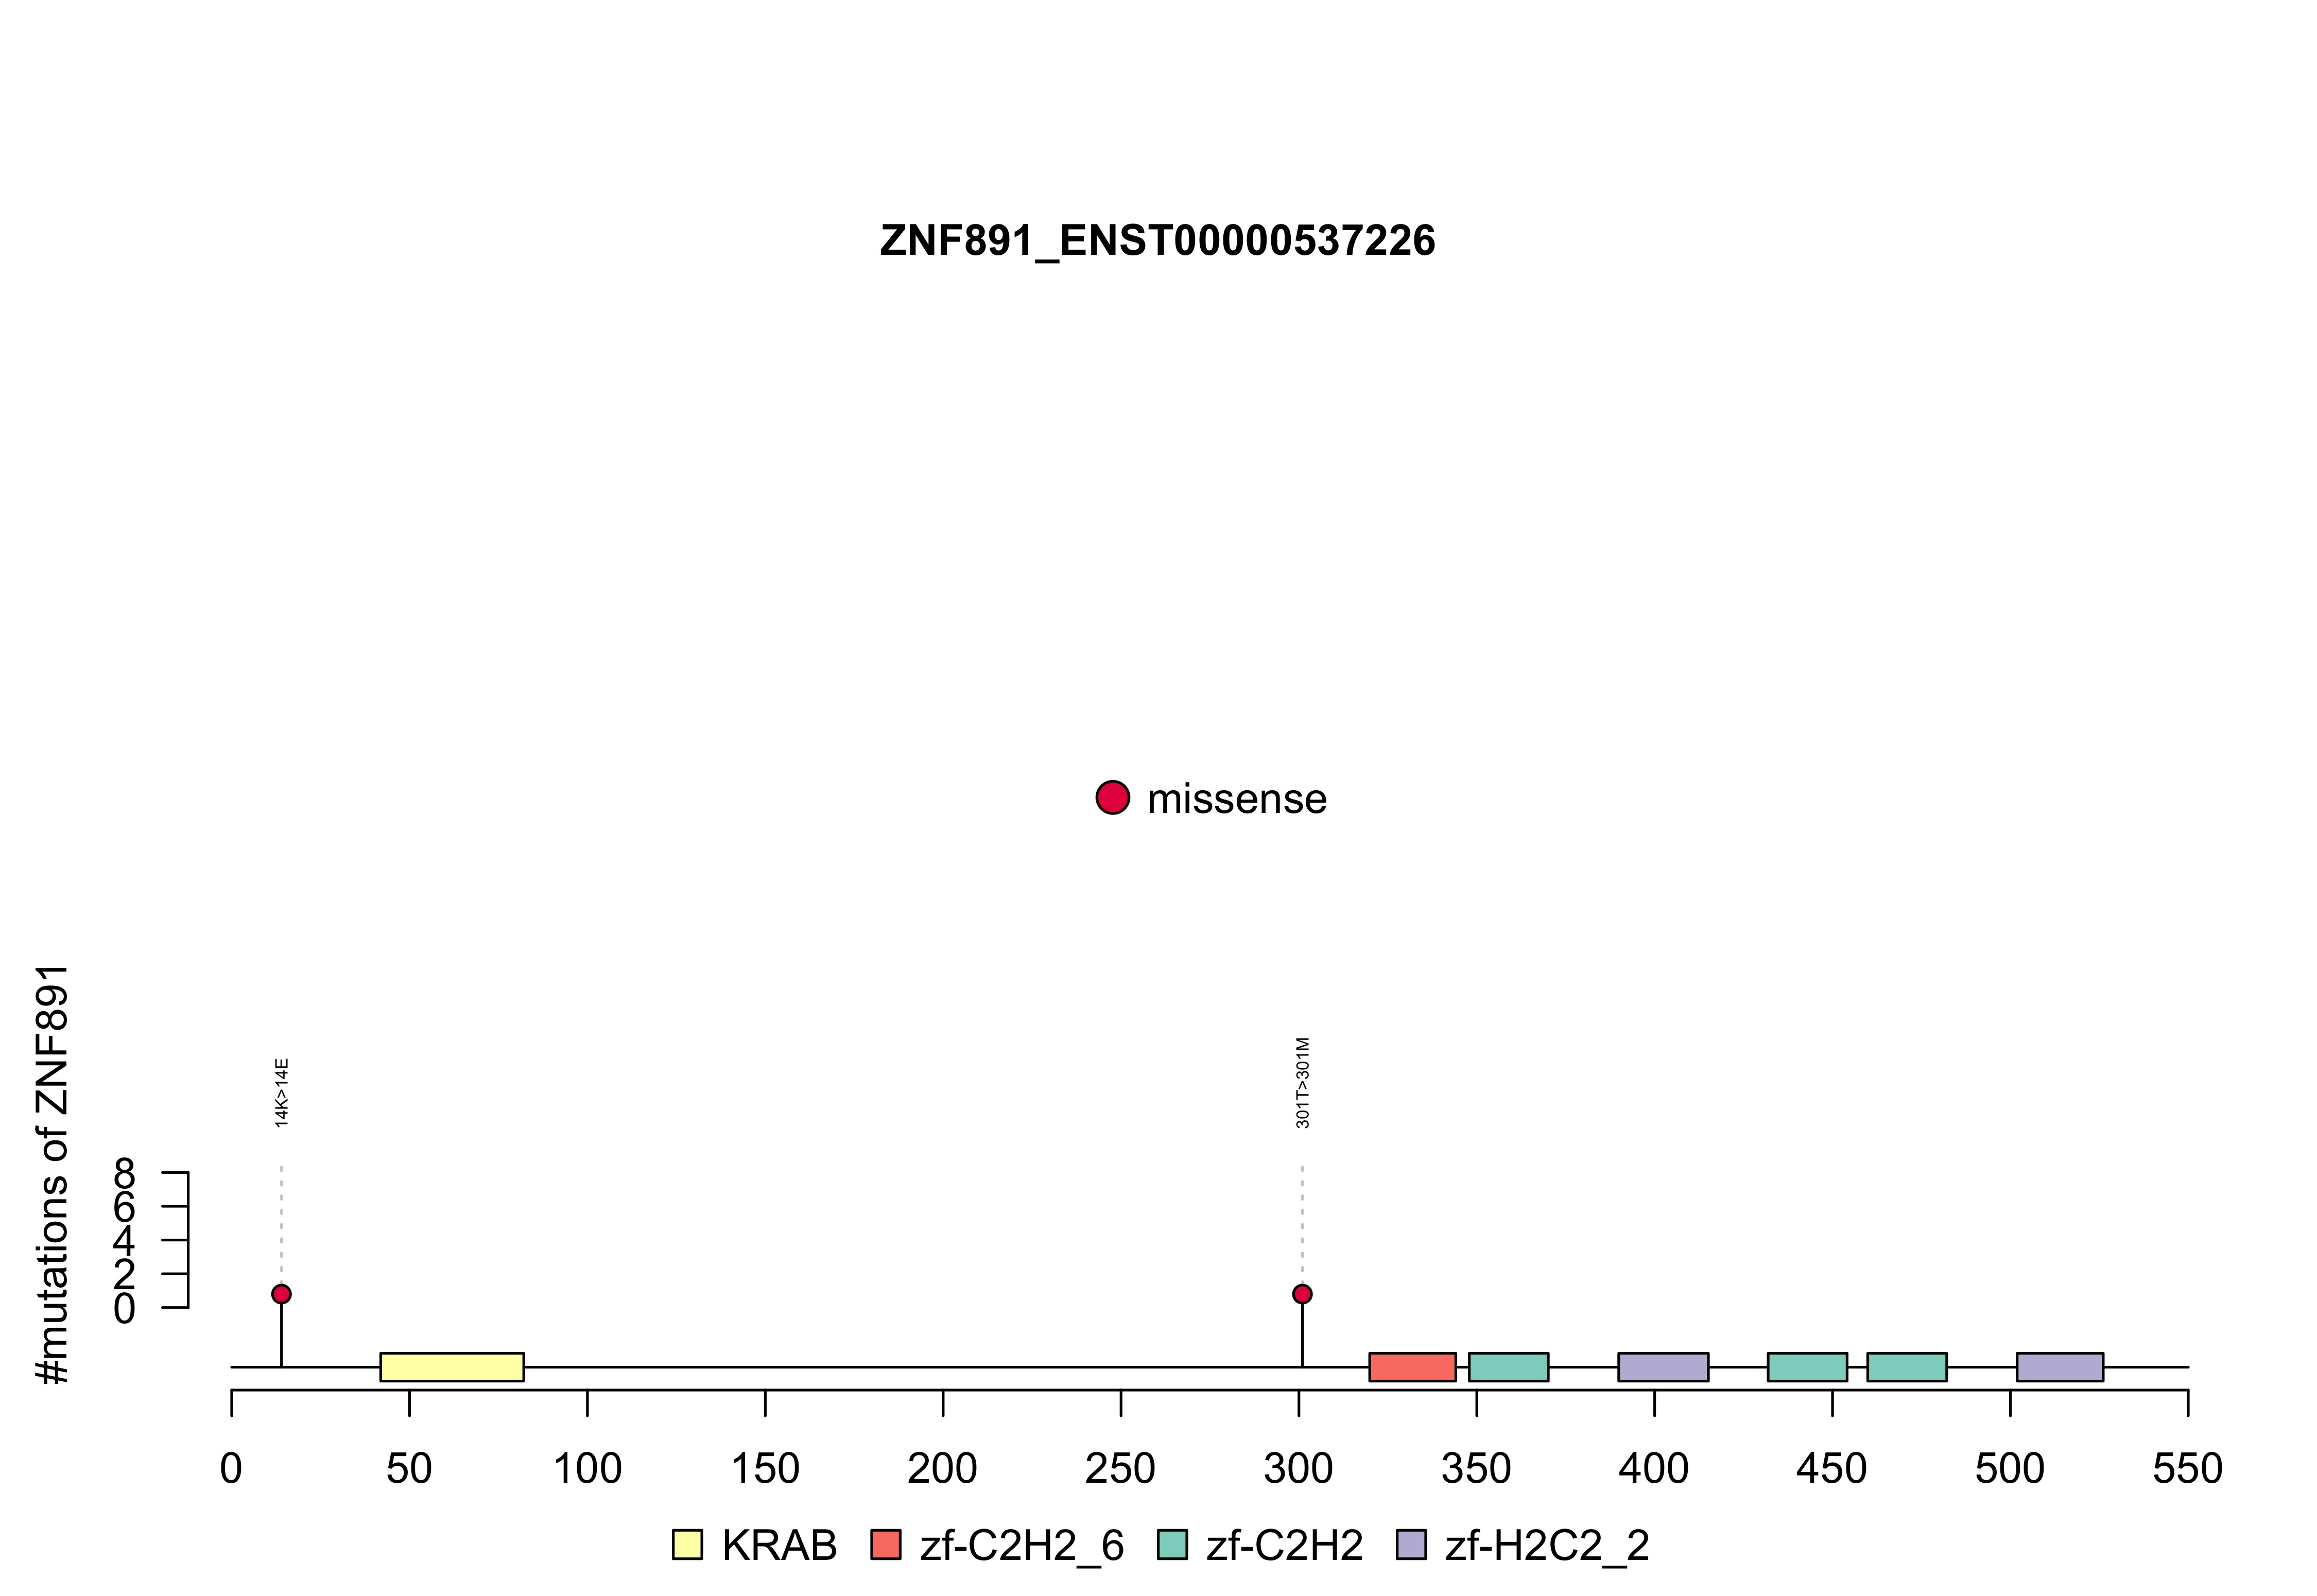 ZNF891_ENST00000537226
missense
#mutations of ZNF891
14K>14E
301T>301M
8
6
4
2
0
0 50 100 150 200 250 300 350 400 450 500 550
KRAB zf-C2H2_6 zf-C2H2 zf-H2C2_2